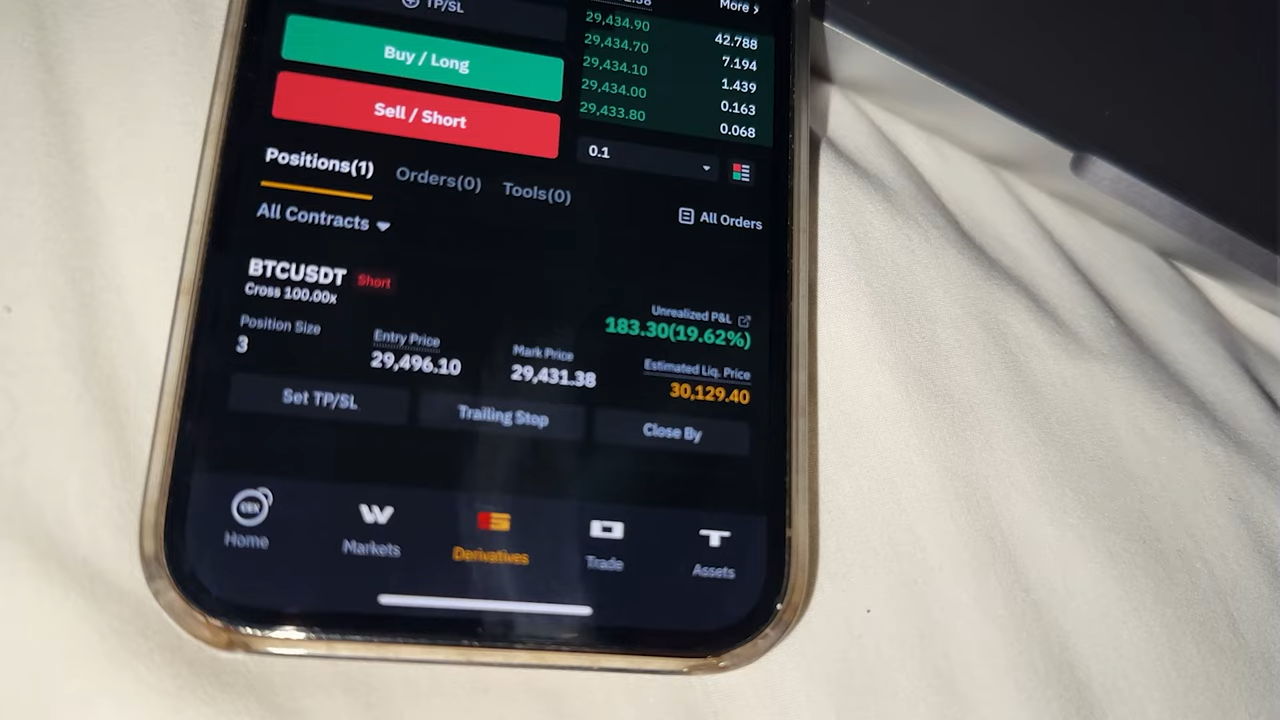 TP/SL
More >
29,434.90 42.788
Buy / Long
29,434.70 7.194
29,434.10 1.439
29,434.00 0.163
Sell / Short
29,433.80 0.068
0.1
Positions(1) Orders(0) Tools(0)
All Contracts
All Orders
BTCUSDT Short
Cross 100.00x
Unrealized P&L
183.30(19.62%)
Position Size Entry Price Mark Price Estimated Liq. Price
3 29,496.10 29,431.38 30,129.40
Set TP/SL Trailing Stop Close By
Home Markets Derivatives Trade Assets